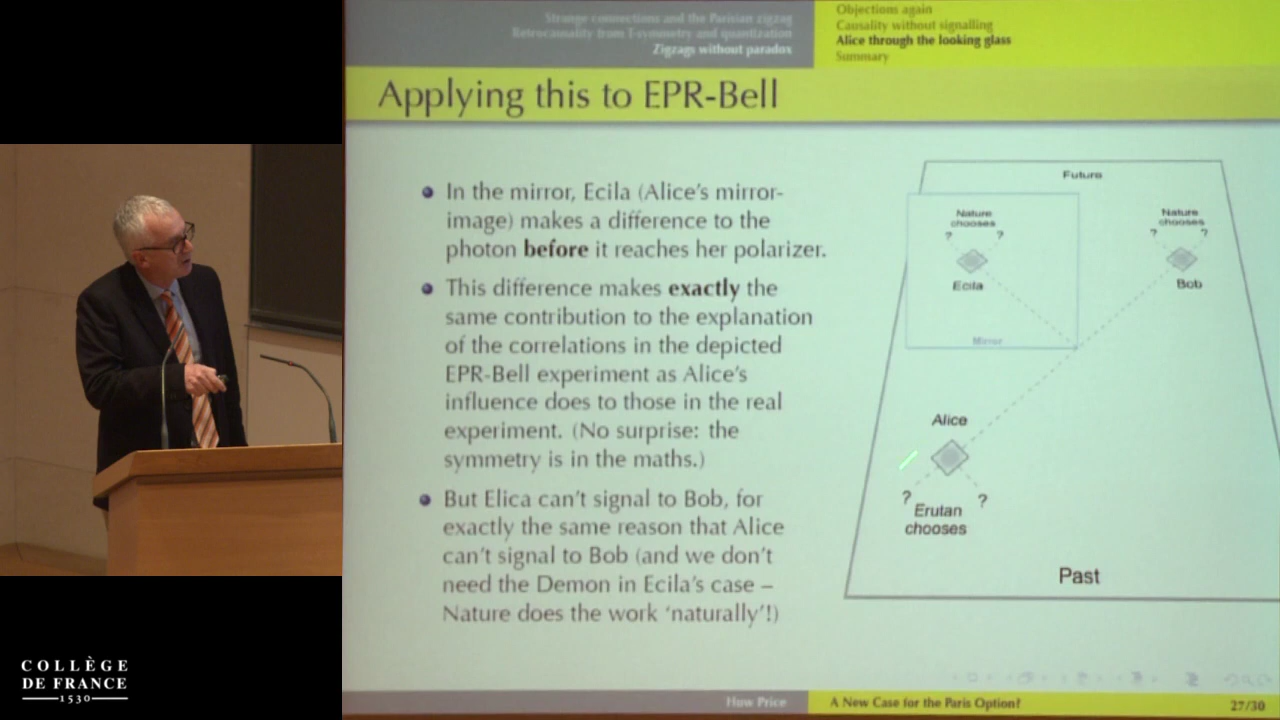 Strange connections and the Parisian zigzag
Retrocausality from T-symmetry and quantization
Zigzags without paradox
Objections again
Causality without signalling
Alice through the looking glass
Summary
Applying this to EPR-Bell
In the mirror, Ecila (Alice's mirror-
image) makes a difference to the
photon before it reaches her polarizer.
This difference makes exactly the
same contribution to the explanation
of the correlations in the depicted
EPR-Bell experiment as Alice's
influence does to those in the real
experiment. (No surprise: the
symmetry is in the maths.)
But Elica can't signal to Bob, for
exactly the same reason that Alice
can't signal to Bob (and we don't
need the Demon in Ecila's case –
Nature does the work 'naturally'!)
Future
Nature
chooses
? ?
Ecila
Mirror
Nature
chooses
? ?
Bob
Alice
? ?
Erutan
chooses
Past
Huw Price
A New Case for the Paris Option?
27/30
COLLÈGE
DE FRANCE
1530